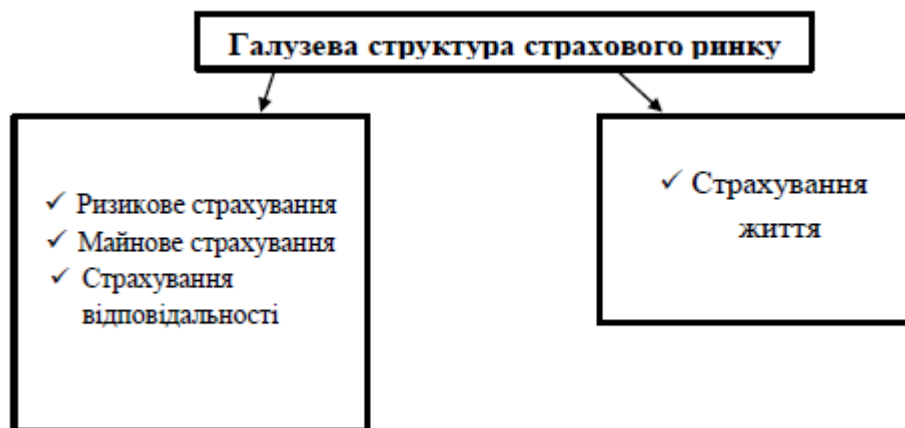 Галузева структура страхового ринку
✓ Ризикове страхування
✓ Майнове страхування
✓ Страхування
відповідальності
✓ Страхування
життя